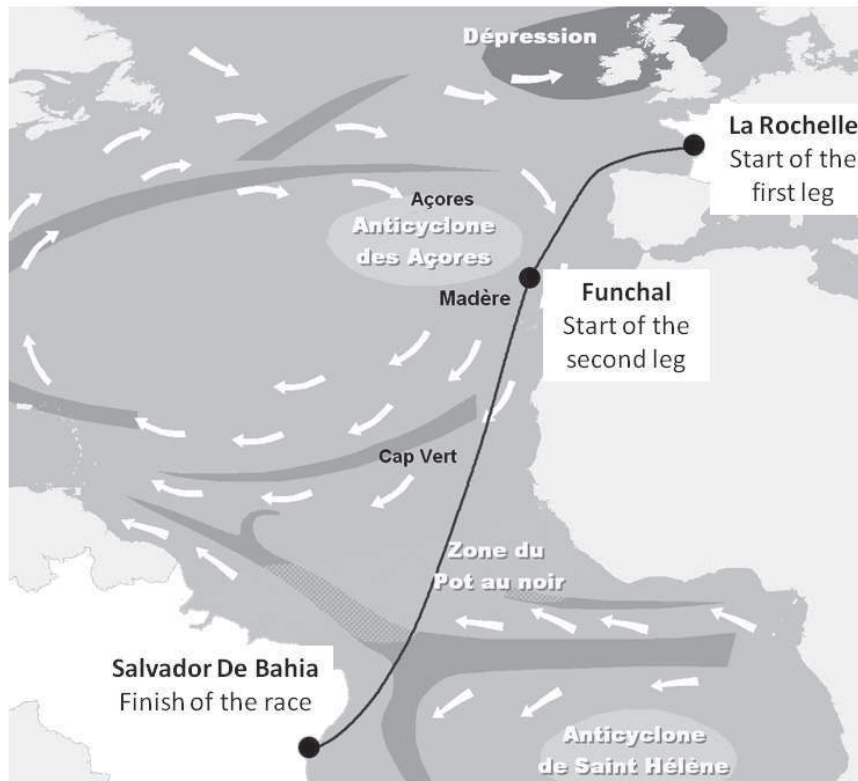 Dépression
La Rochelle
Start of the
first leg
Açores
Anticyclone
des Açores
Madère
Funchal
Start of the
second leg
Cap Vert
Zone du
Pot au noir
Salvador De Bahia
Finish of the race
Anticyclone
de Saint Hélène